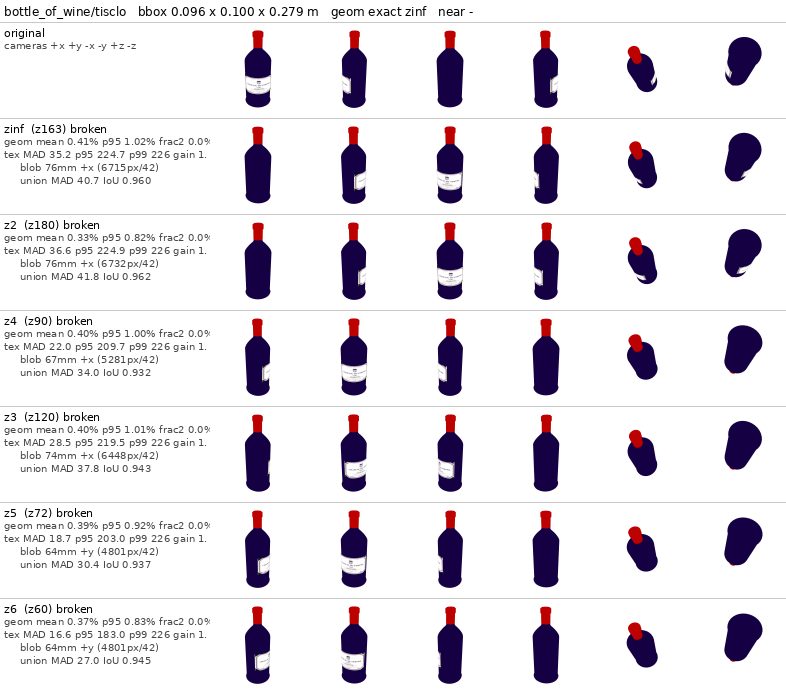 bottle_of_wine/tisclo bbox 0.096 x 0.100 x 0.279 m geom exact zinf near -
original
cameras +x +y -x -y +z -z
zinf (z163) broken
geom mean 0.41% p95 1.02% frac2 0.0%
tex MAD 35.2 p95 224.7 p99 226 gain 1.
blob 76mm +x (6715px/42)
union MAD 40.7 IoU 0.960
z2 (z180) broken
geom mean 0.33% p95 0.82% frac2 0.0%
tex MAD 36.6 p95 224.9 p99 226 gain 1.
blob 76mm +x (6732px/42)
union MAD 41.8 IoU 0.962
z4 (z90) broken
geom mean 0.40% p95 1.00% frac2 0.0%
tex MAD 22.0 p95 209.7 p99 226 gain 1.
blob 67mm +x (5281px/42)
union MAD 34.0 IoU 0.932
z3 (z120) broken
geom mean 0.40% p95 1.01% frac2 0.0%
tex MAD 28.5 p95 219.5 p99 226 gain 1.
blob 74mm +x (6448px/42)
union MAD 37.8 IoU 0.943
z5 (z72) broken
geom mean 0.39% p95 0.92% frac2 0.0%
tex MAD 18.7 p95 203.0 p99 226 gain 1.
blob 64mm +y (4801px/42)
union MAD 30.4 IoU 0.937
z6 (z60) broken
geom mean 0.37% p95 0.83% frac2 0.0%
tex MAD 16.6 p95 183.0 p99 226 gain 1.
blob 64mm +y (4801px/42)
union MAD 27.0 IoU 0.945